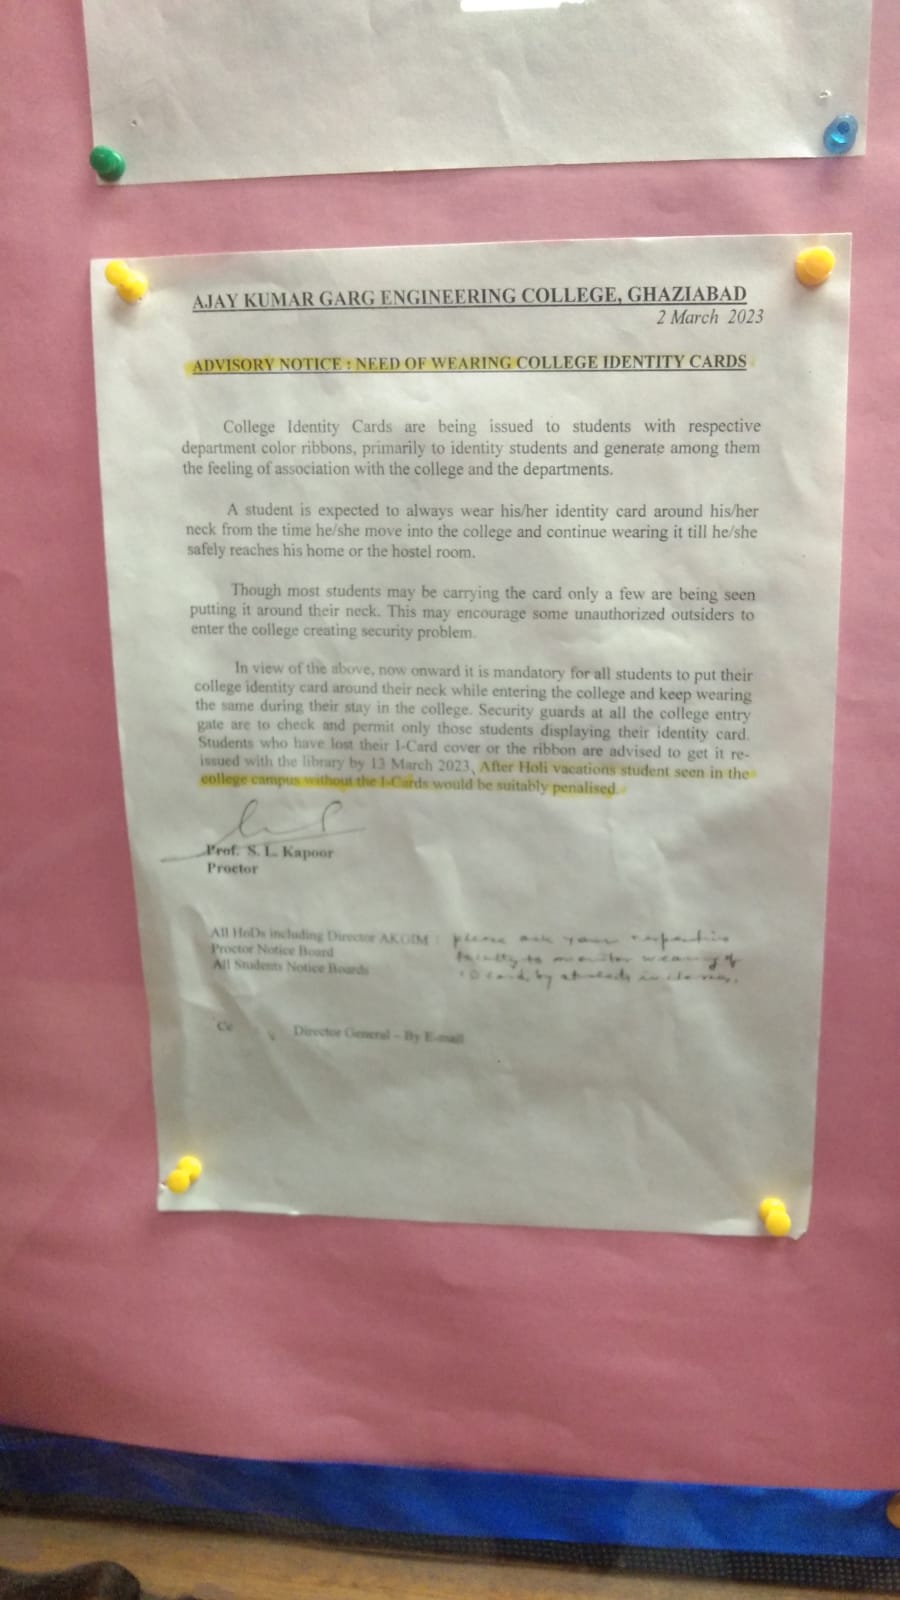 AJAY KUMAR GARG ENGINEERING COLLEGE, GHAZIABAD
2 March 2023
ADVISORY NOTICE : NEED OF WEARING COLLEGE IDENTITY CARDS
College Identity Cards are being issued to students with respective
department color ribbons, primarily to identity students and generate among them
the feeling of association with the college and the departments.
A student is expected to always wear his/her identity card around his/her
neck from the time he/she move into the college and continue wearing it till he/she
safely reaches his home or the hostel room.
Though most students may be carrying the card only a few are being seen
putting it around their neck. This may encourage some unauthorized outsiders to
enter the college creating security problem.
In view of the above, now onward it is mandatory for all students to put their
college identity card around their neck while entering the college and keep wearing
the same during their stay in the college. Security guards at all the college entry
gate are to check and permit only those students displaying their identity card.
Students who have lost their I-Card cover or the ribbon are advised to get it re-
issued with the library by 13 March 2023. After Holi vacations student seen in the
college campus without the I-Cards would be suitably penalised.
Prof. S. L. Kapoor
Proctor
All HoDs including Director AKGIM : please ask your respective
Proctor Notice Board faculty to monitor wearing of
All Students Notice Boards ID card by students in classes.
Cc Director General – By E-mail